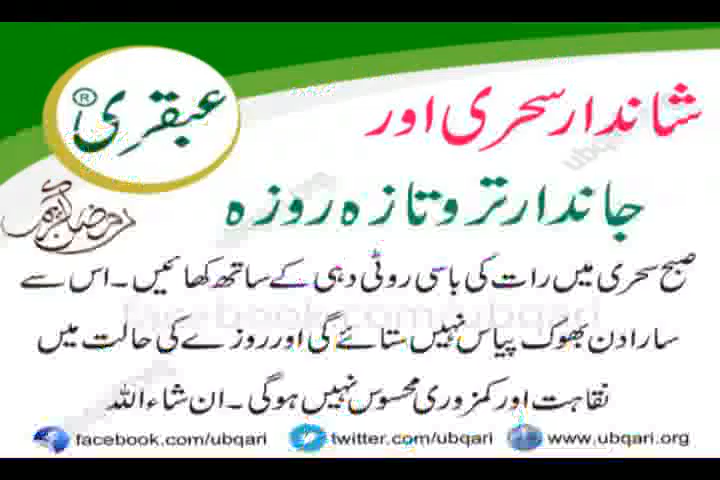 عبقری ®
شاندار سحری اور
جاندار تروتازہ روزہ
صبح سحری میں رات کی باسی روٹی دہی کے ساتھ کھائیں۔ اس سے
سارا دن بھوک پیاس نہیں ستائے گی اور روزے کی حالت میں
نقاہت اور کمزوری محسوس نہیں ہوگی۔ ان شاء اللہ
facebook.com/ubqari twitter.com/ubqari www.ubqari.org